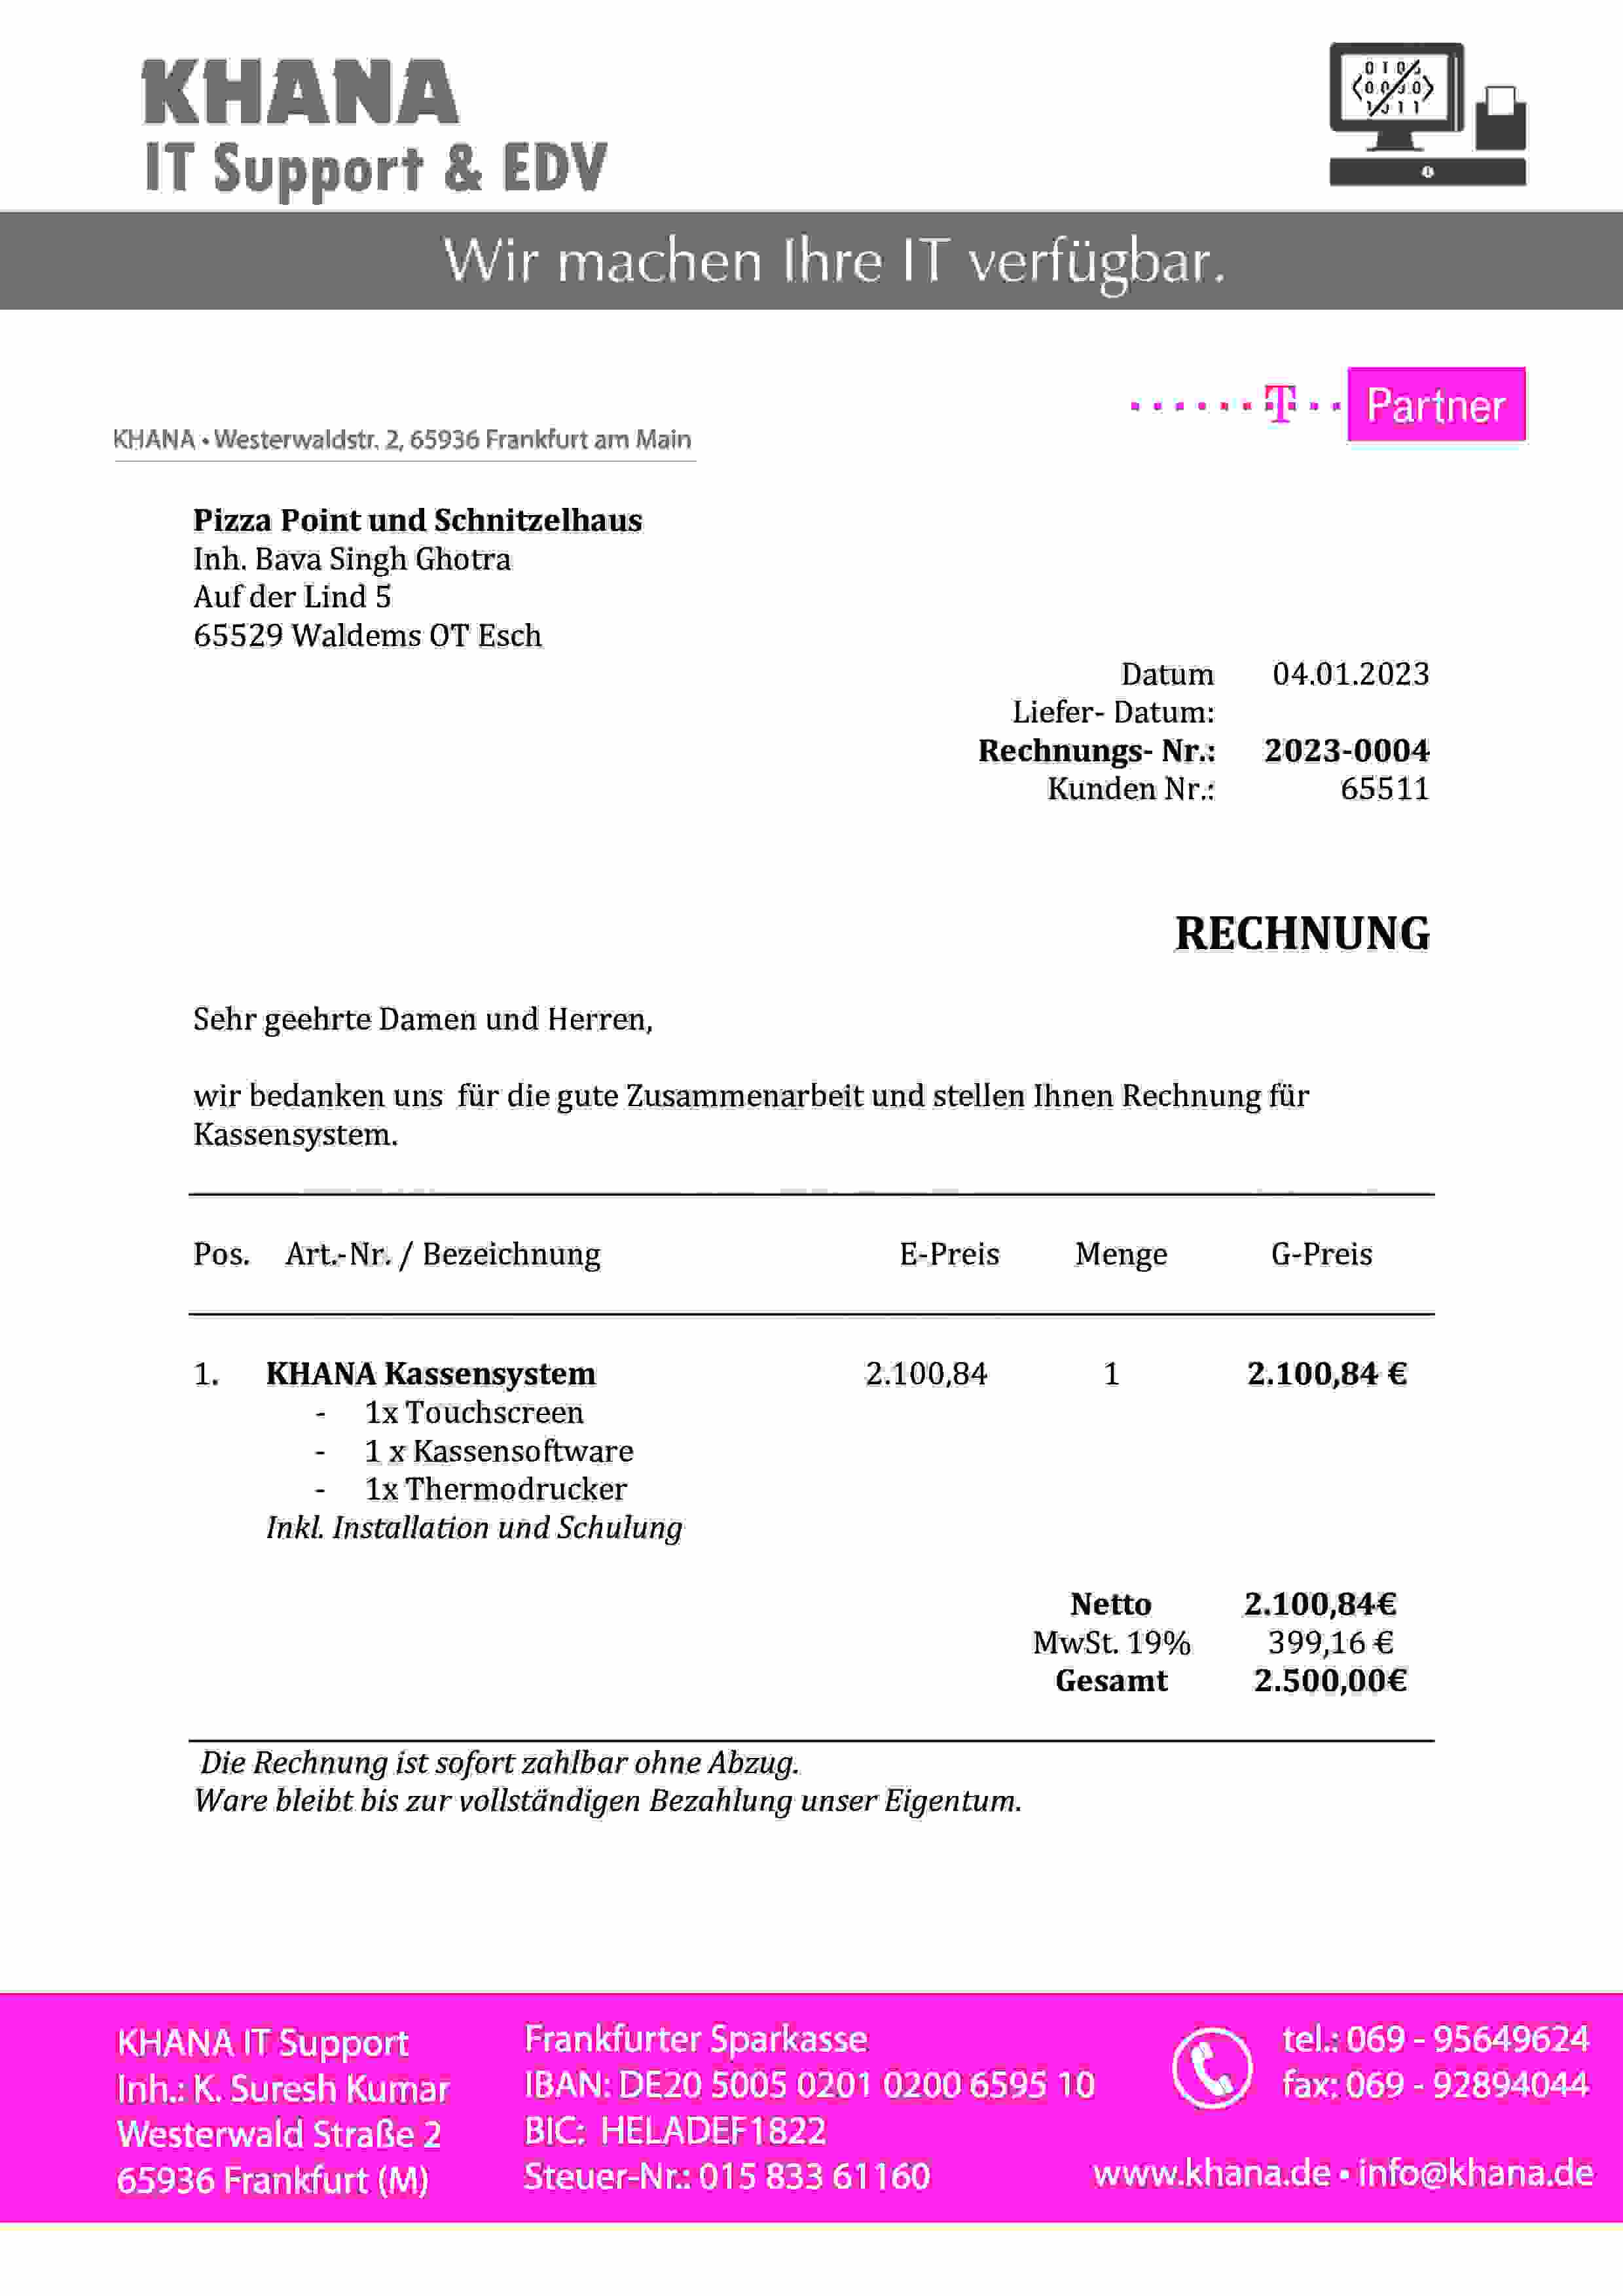 KHANA
IT Support & EDV
Wir machen Ihre IT verfügbar.
T Partner
KHANA • Westerwaldstr. 2, 65936 Frankfurt am Main
Pizza Point und Schnitzelhaus
Inh. Bava Singh Ghotra
Auf der Lind 5
65529 Waldems OT Esch
Datum 04.01.2023
Liefer- Datum:
Rechnungs- Nr.: 2023-0004
Kunden Nr.: 65511
RECHNUNG
Sehr geehrte Damen und Herren,
wir bedanken uns für die gute Zusammenarbeit und stellen Ihnen Rechnung für
Kassensystem.
Pos. Art.-Nr. / Bezeichnung E-Preis Menge G-Preis
1. KHANA Kassensystem 2.100,84 1 2.100,84 €
- 1x Touchscreen
- 1 x Kassensoftware
- 1x Thermodrucker
Inkl. Installation und Schulung
Netto 2.100,84€
MwSt. 19% 399,16 €
Gesamt 2.500,00€
Die Rechnung ist sofort zahlbar ohne Abzug.
Ware bleibt bis zur vollständigen Bezahlung unser Eigentum.
KHANA IT Support
Inh.: K. Suresh Kumar
Westerwald Straße 2
65936 Frankfurt (M)
Frankfurter Sparkasse
IBAN: DE20 5005 0201 0200 6595 10
BIC: HELADEF1822
Steuer-Nr.: 015 833 61160
tel.: 069 - 95649624
fax: 069 - 92894044
www.khana.de • info@khana.de